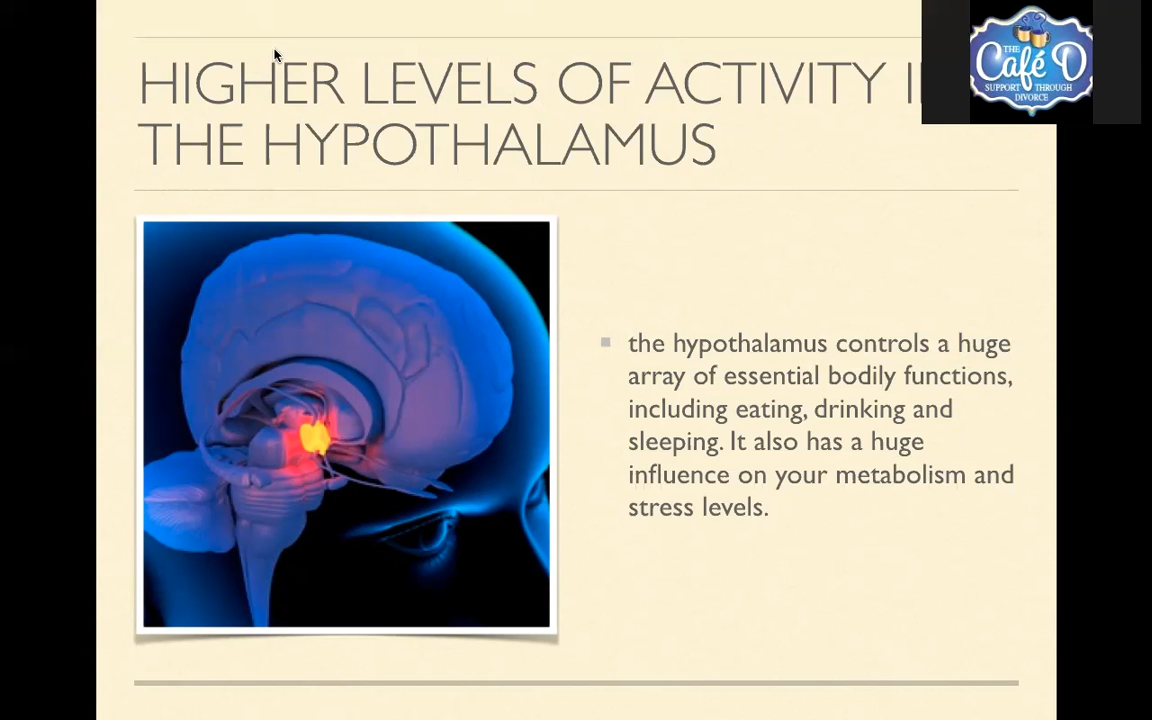 HIGHER LEVELS OF ACTIVITY
THE HYPOTHALAMUS
THE
Café D
SUPPORT THROUGH
DIVORCE
the hypothalamus controls a huge
array of essential bodily functions,
including eating, drinking and
sleeping. It also has a huge
influence on your metabolism and
stress levels.